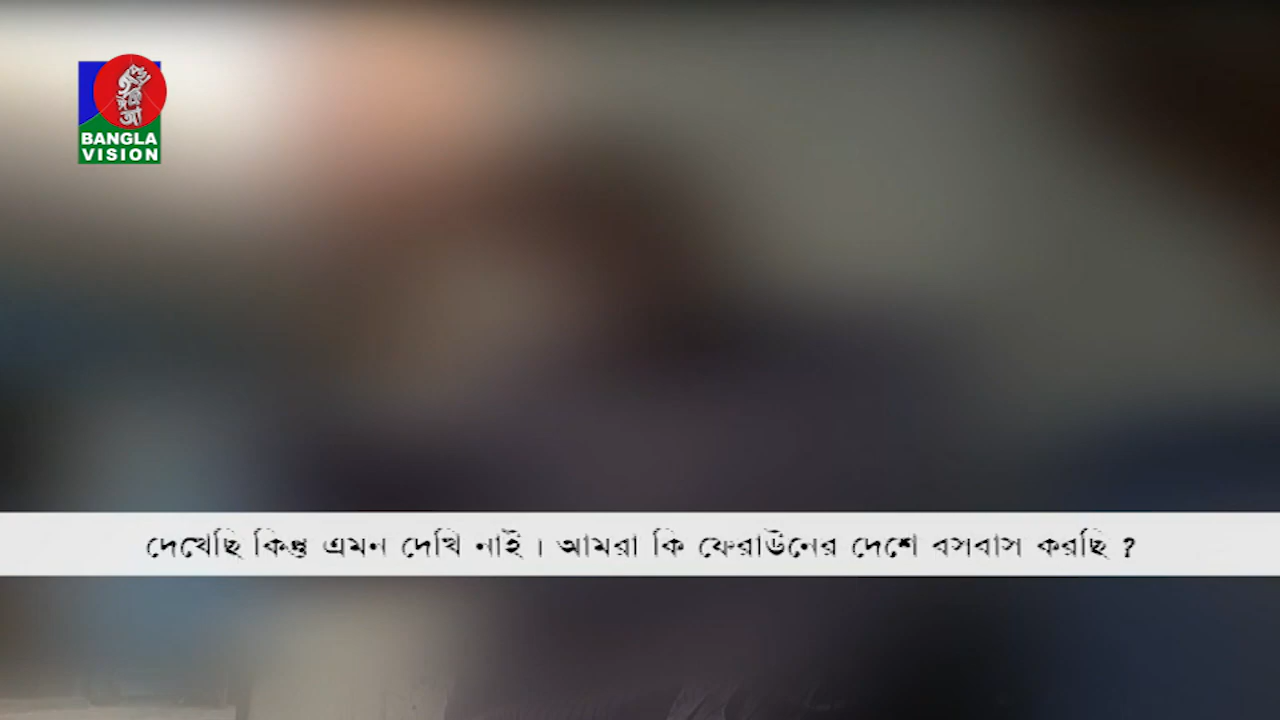 BANGLA
VISION
দেখেছি কিন্তু এমন দেখি নাই । আমরা কি ফেরাউনের দেশে বসবাস করছি ?